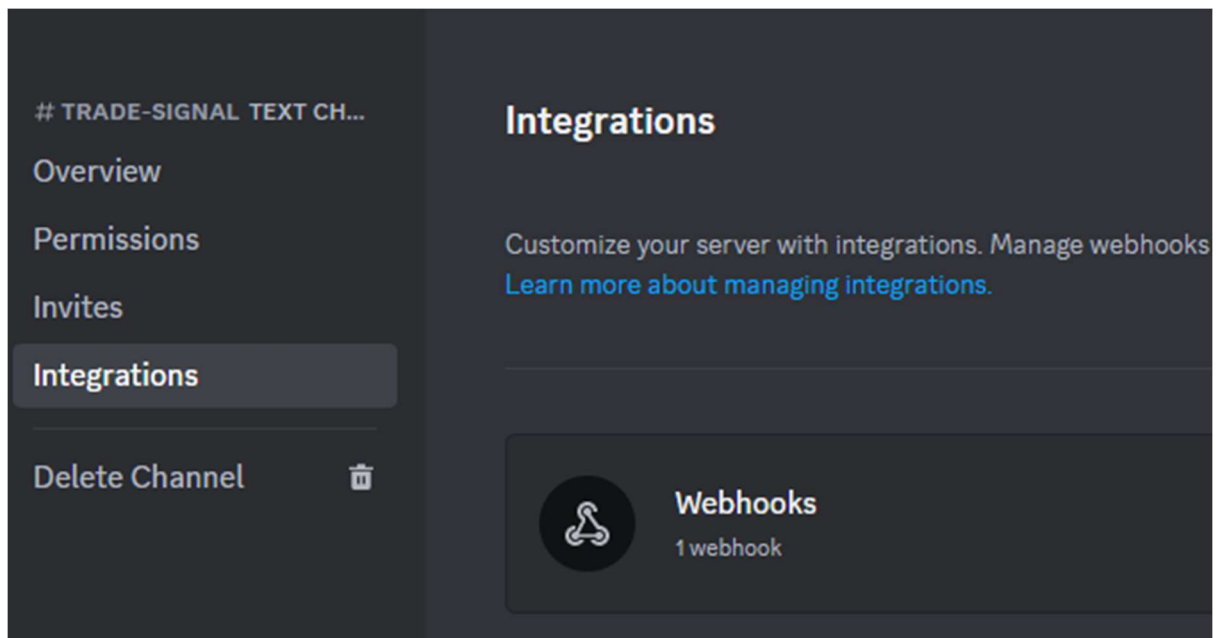 # TRADE-SIGNAL TEXT CH...
Overview
Permissions
Invites
Integrations
Delete Channel
Integrations
Customize your server with integrations. Manage webhooks
Learn more about managing integrations.
Webhooks
1 webhook